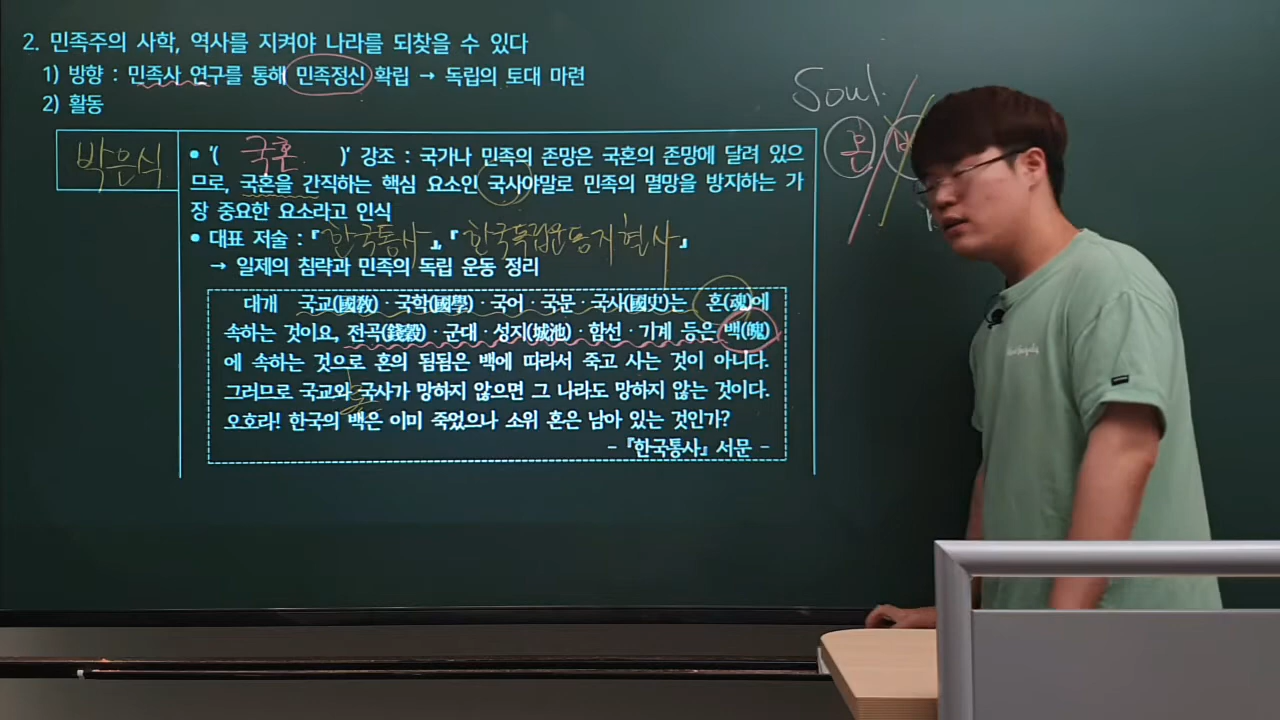 2. 민족주의 사학, 역사를 지켜야 나라를 되찾을 수 있다
1) 방향 : 민족사 연구를 통해 민족정신 확립 → 독립의 토대 마련
2) 활동
Soul
혼
박은식
• '( 국혼 )' 강조 : 국가나 민족의 존망은 국혼의 존망에 달려 있으
므로, 국혼을 간직하는 핵심 요소인 국사야말로 민족의 멸망을 방지하는 가
장 중요한 요소라고 인식
• 대표 저술 : 『한국통사』, 『한국독립운동지혈사』
→ 일제의 침략과 민족의 독립 운동 정리
대개 국교(國敎)·국학(國學)·국어·국문·국사(國史)는 혼(魂)에
속하는 것이요, 전곡(錢穀)·군대·성지(城池)·함선·기계 등은 백(魄)
에 속하는 것으로 혼의 됨됨은 백에 따라서 죽고 사는 것이 아니다.
그러므로 국교와 국사가 망하지 않으면 그 나라도 망하지 않는 것이다.
오호라! 한국의 백은 이미 죽었으나 소위 혼은 남아 있는 것인가?
- 『한국통사』 서문 -